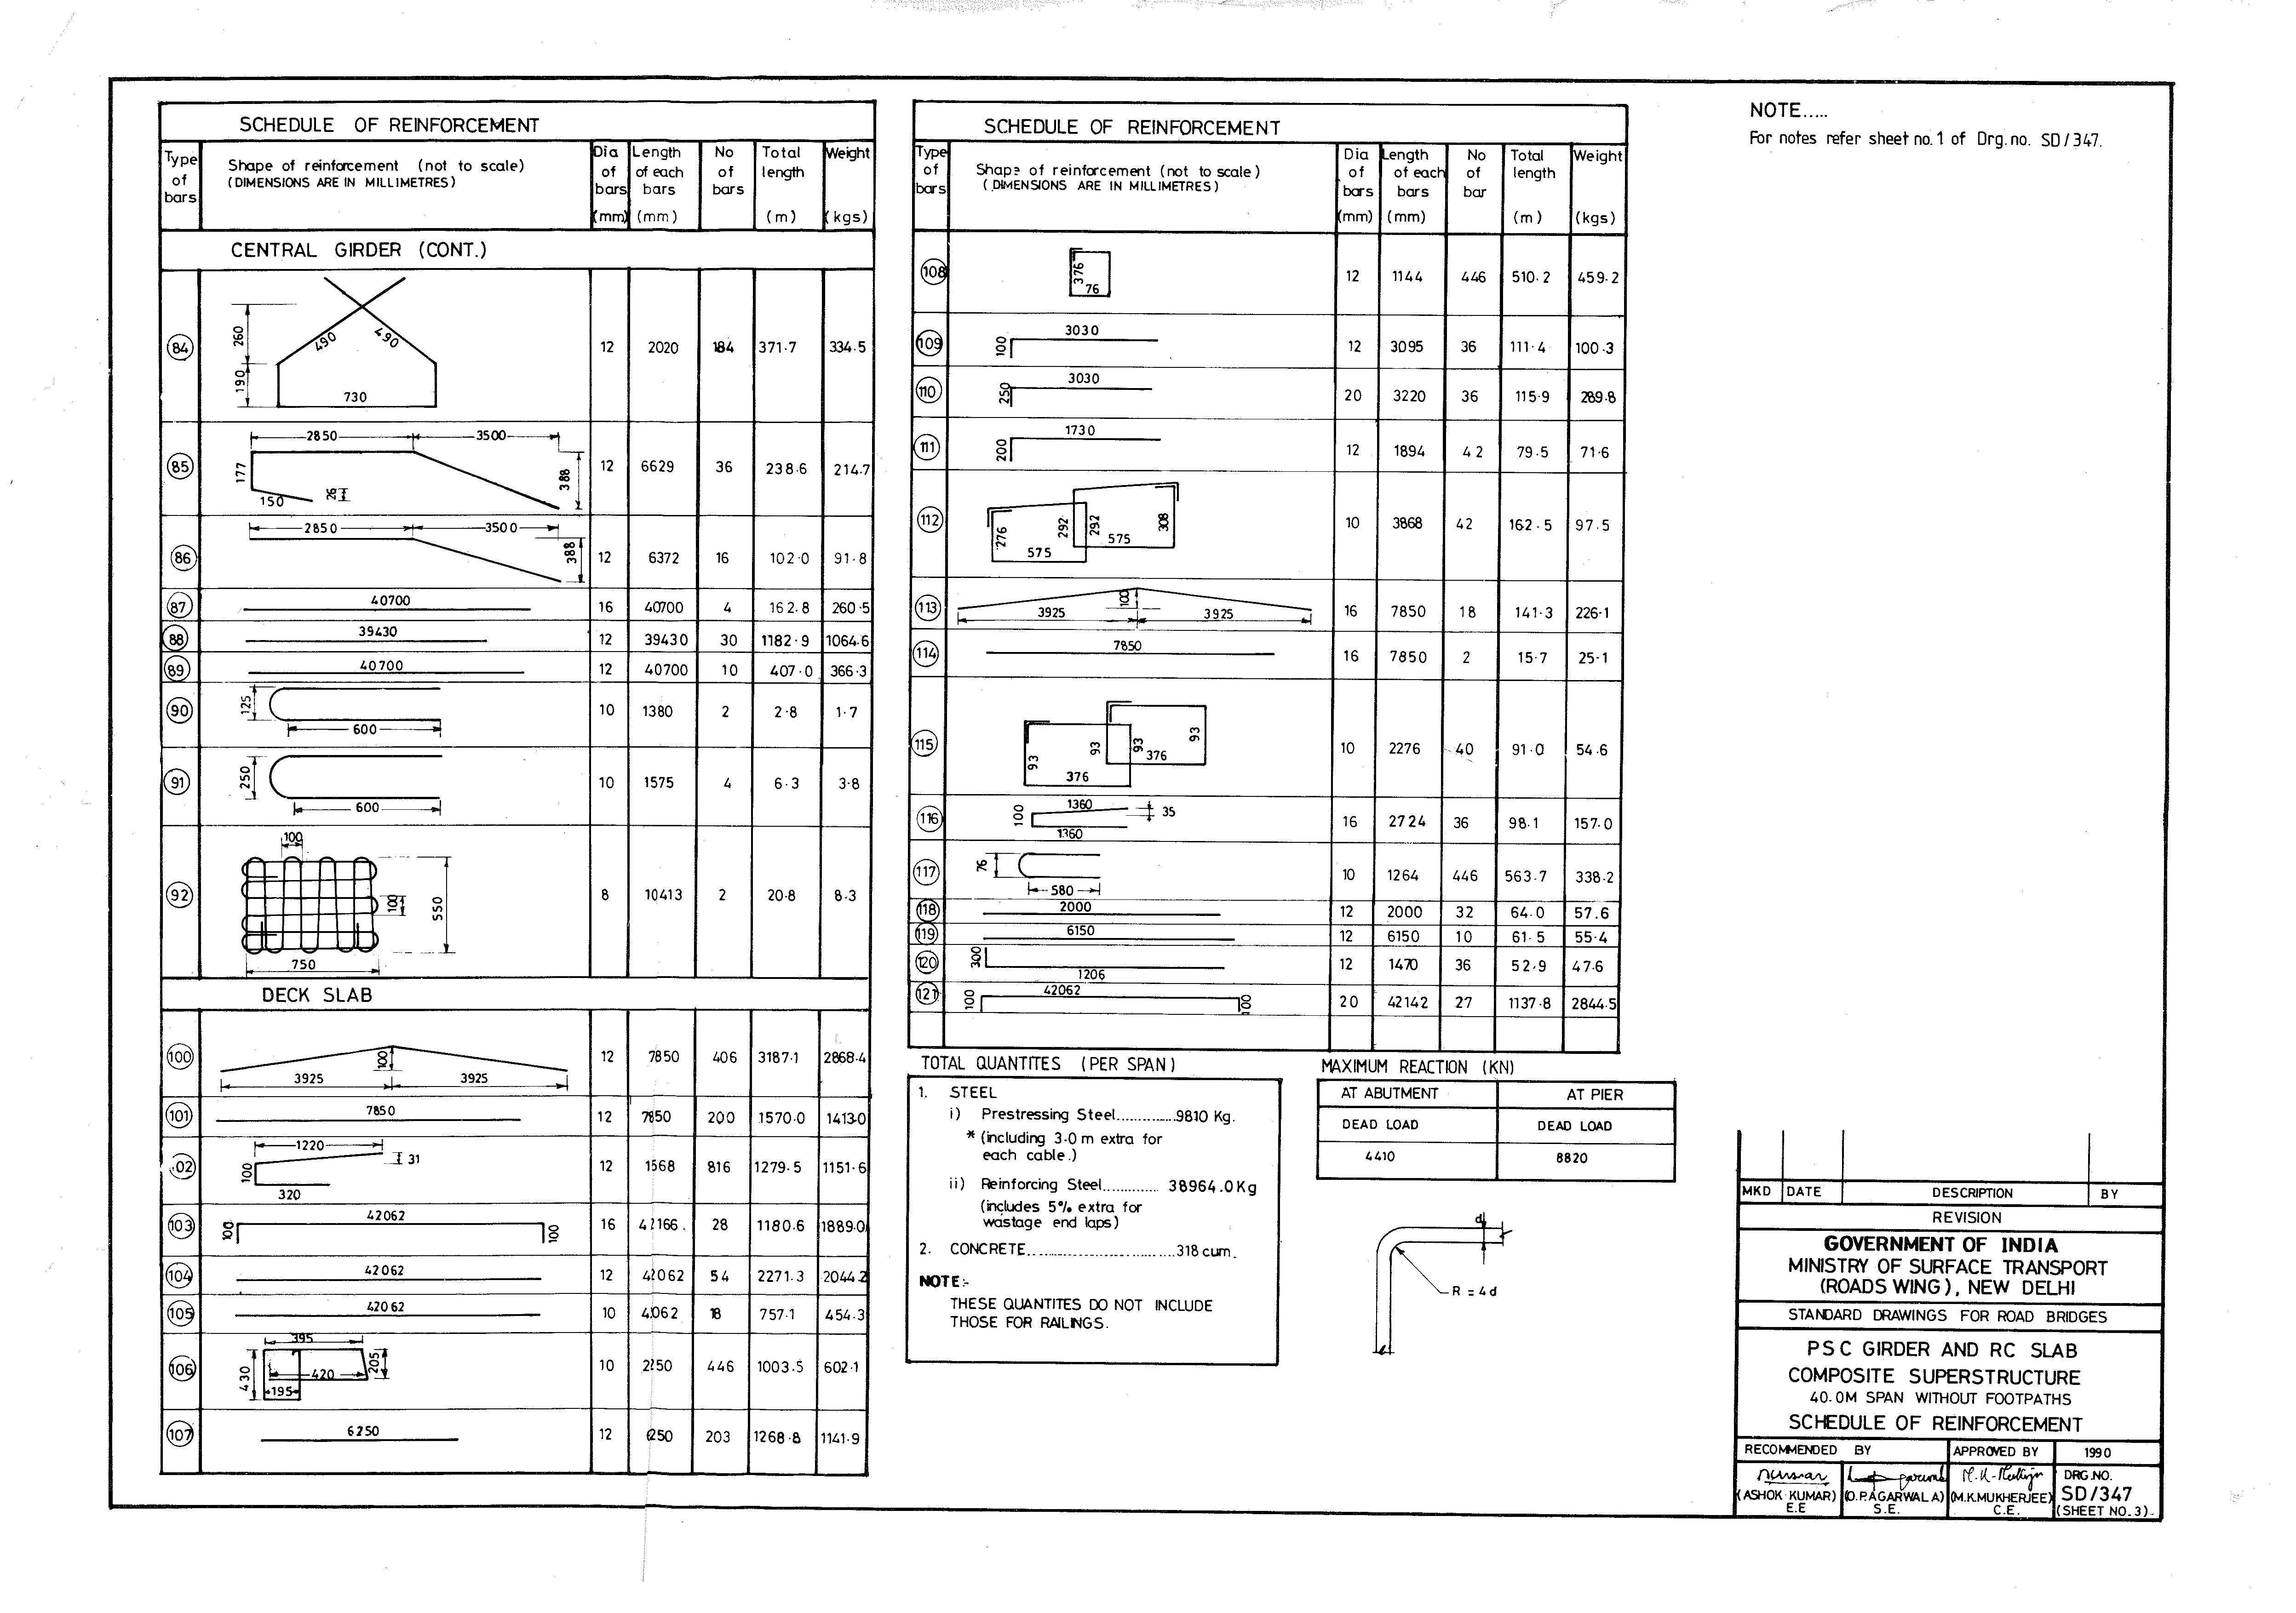 SCHEDULE OF REINFORCEMENT
Type of bars
Shape of reinforcement (not to scale)
(DIMENSIONS ARE IN MILLIMETRES)
Dia of bars (mm)
Length of each bars (mm)
No of bars
Total length (m)
Weight (kgs)
CENTRAL GIRDER (CONT.)
84 260 190 490 490 730 12 2020 184 371.7 334.5
85 2850 3500 177 150 26 388 12 6629 36 238.6 214.7
86 2850 3500 388 12 6372 16 102.0 91.8
87 40700 16 40700 4 162.8 260.5
88 39430 12 39430 30 1182.9 1064.6
89 40700 12 40700 10 407.0 366.3
90 125 600 10 1380 2 2.8 1.7
91 250 600 10 1575 4 6.3 3.8
92 100 100 550 750 8 10413 2 20.8 8.3
DECK SLAB
100 100 3925 3925 12 7850 406 3187.1 2868.4
101 7850 12 7850 200 1570.0 1413.0
102 1220 31 100 320 12 1568 816 1279.5 1151.6
103 42062 100 100 16 42166 28 1180.6 1889.0
104 42062 12 42062 54 2271.3 2044.2
105 42062 10 4062 18 757.1 454.3
106 395 430 420 195 205 10 2250 446 1003.5 602.1
107 6250 12 6250 203 1268.8 1141.9
SCHEDULE OF REINFORCEMENT
Type of bars
Shape of reinforcement (not to scale)
(DIMENSIONS ARE IN MILLIMETRES)
Dia of bars (mm)
Length of each bars (mm)
No of bar
Total length (m)
Weight (kgs)
108 376 76 12 1144 446 510.2 459.2
109 3030 100 12 3095 36 111.4 100.3
110 3030 250 20 3220 36 115.9 289.8
111 1730 200 12 1894 42 79.5 71.6
112 276 575 292 292 575 308 10 3868 42 162.5 97.5
113 100 3925 3925 16 7850 18 141.3 226.1
114 7850 16 7850 2 15.7 25.1
115 93 376 93 93 376 93 10 2276 40 91.0 54.6
116 1360 35 100 1360 16 2724 36 98.1 157.0
117 76 580 10 1264 446 563.7 338.2
118 2000 12 2000 32 64.0 57.6
119 6150 12 6150 10 61.5 55.4
120 300 1206 12 1470 36 52.9 47.6
121 42062 100 100 20 42142 27 1137.8 2844.5
TOTAL QUANTITES (PER SPAN)
1. STEEL
i) Prestressing Steel.............9810 Kg.
* (including 3.0 m extra for
each cable.)
ii) Reinforcing Steel............. 38964.0Kg
(includes 5% extra for
wastage end laps)
2. CONCRETE..............................318 cum.
NOTE:-
THESE QUANTITES DO NOT INCLUDE
THOSE FOR RAILINGS.
MAXIMUM REACTION (KN)
AT ABUTMENT AT PIER
DEAD LOAD DEAD LOAD
4410 8820
d
R = 4d
d
NOTE.....
For notes refer sheet no.1 of Drg.no. SD/347.
MKD DATE DESCRIPTION BY
REVISION
GOVERNMENT OF INDIA
MINISTRY OF SURFACE TRANSPORT
(ROADS WING), NEW DELHI
STANDARD DRAWINGS FOR ROAD BRIDGES
PSC GIRDER AND RC SLAB
COMPOSITE SUPERSTRUCTURE
40.0M SPAN WITHOUT FOOTPATHS
SCHEDULE OF REINFORCEMENT
RECOMMENDED BY APPROVED BY 1990
(ASHOK KUMAR) (O.P.AGARWALA) (M.K.MUKHERJEE)
E.E S.E. C.E.
DRG.NO.
SD/347
(SHEET NO.3).